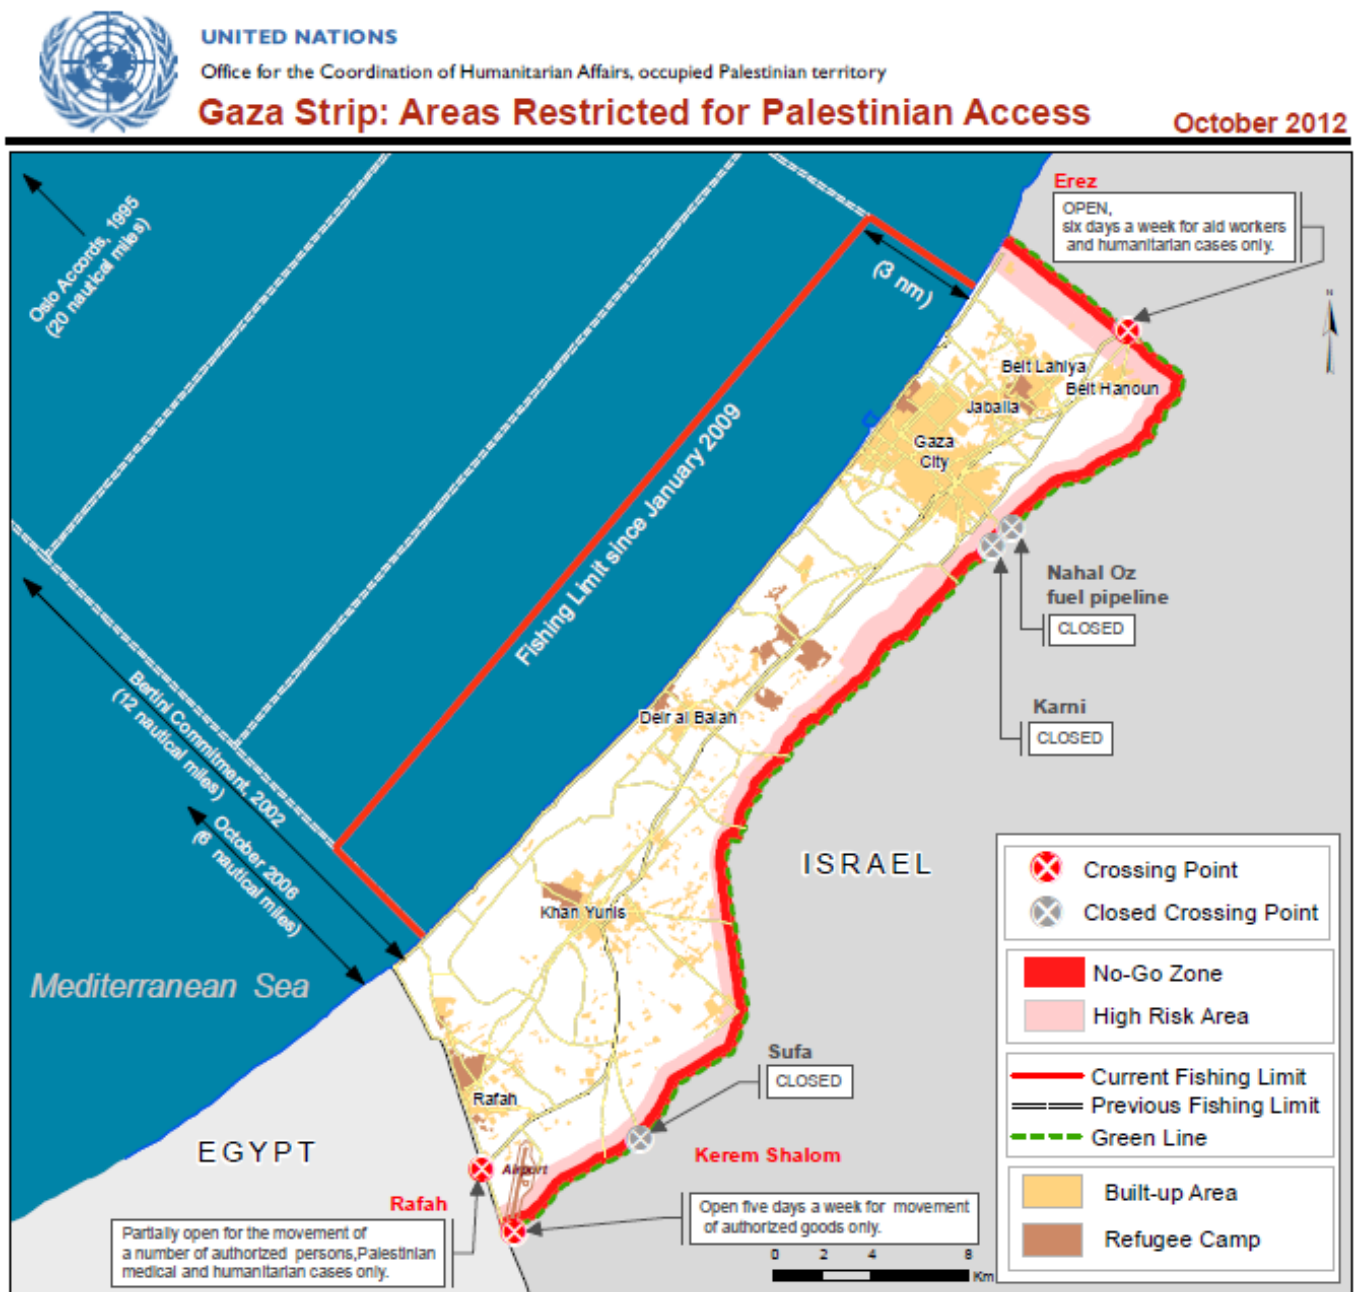 UNITED NATIONS
Office for the Coordination of Humanitarian Affairs, occupied Palestinian territory
Gaza Strip: Areas Restricted for Palestinian Access
October 2012
Oslo Accords, 1995
(20 nautical miles)
Erez
OPEN,
six days a week for aid workers
and humanitarian cases only.
N
(3 nm)
Beit Lahiya
Beit Hanoun
Jabalia
Gaza
City
Fishing Limit since January 2009
Nahal Oz
fuel pipeline
CLOSED
Karni
CLOSED
Deir al Balah
Bertini Commitment, 2002
(12 nautical miles)
October 2006
(6 nautical miles)
ISRAEL
Khan Yunis
Mediterranean Sea
Sufa
CLOSED
Rafah
EGYPT
Airport
Kerem Shalom
Open five days a week for movement
of authorized goods only.
Rafah
Partially open for the movement of
a number of authorized persons,Palestinian
medical and humanitarian cases only.
0 2 4 8
Km
Crossing Point
Closed Crossing Point
No-Go Zone
High Risk Area
Current Fishing Limit
Previous Fishing Limit
Green Line
Built-up Area
Refugee Camp